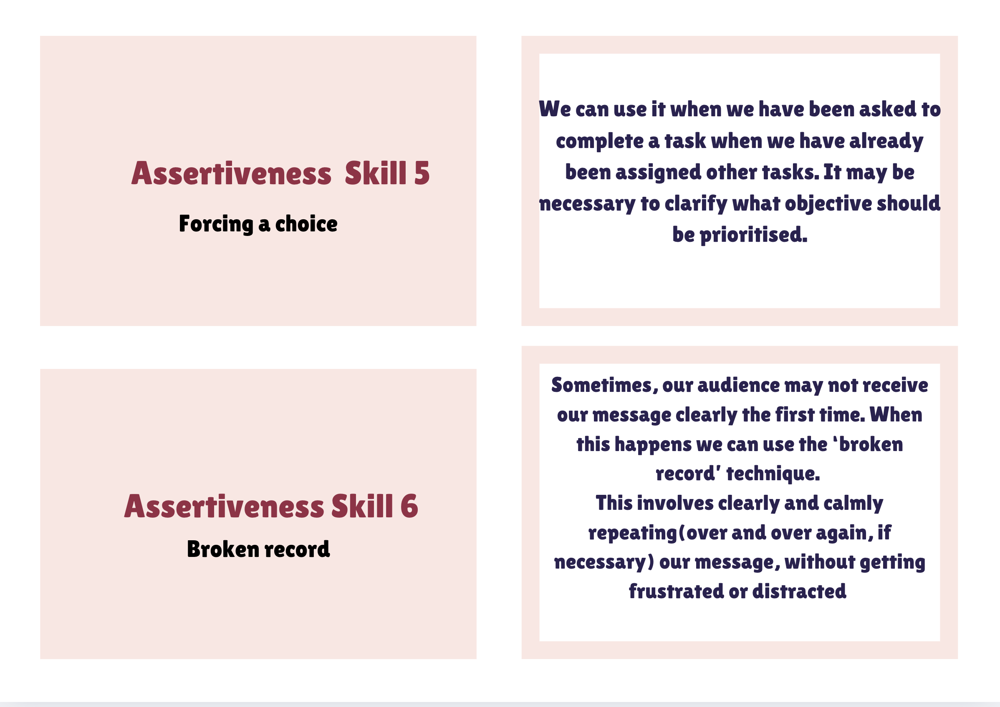 Assertiveness  Skill 5
Forcing a choice
We can use it when we have been asked to
complete a task when we have already
been assigned other tasks. It may be
necessary to clarify what objective should
be prioritised.
Assertiveness Skill 6
Broken record
Sometimes, our audience may not receive
our message clearly the first time. When
this happens we can use the ‘broken
record’ technique.
This involves clearly and calmly
repeating(over and over again, if
necessary) our message, without getting
frustrated or distracted